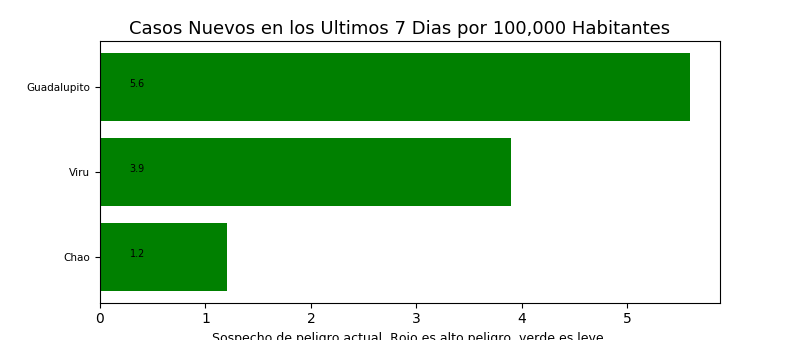 Casos Nuevos en los Ultimos 7 Dias por 100,000 Habitantes
Guadalupito 5.6
Viru 3.9
Chao 1.2
0 1 2 3 4 5
Sospecho de peligro actual. Rojo es alto peligro, verde es leve